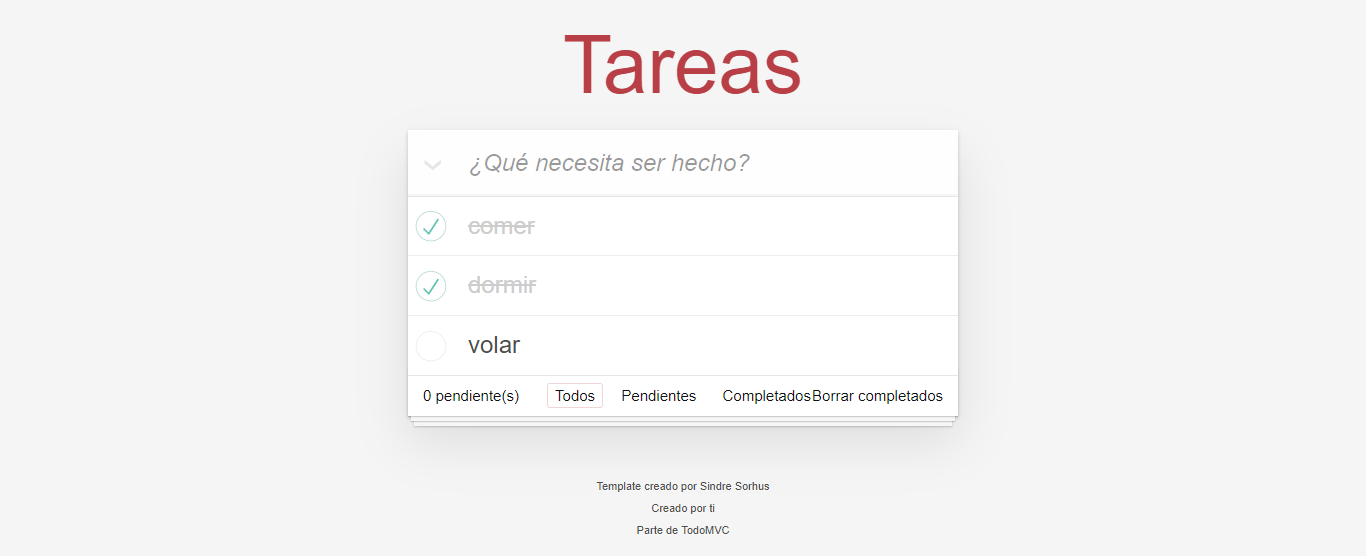 Tareas
¿Qué necesita ser hecho?
comer
dormir
volar
0 pendiente(s) Todos Pendientes Completados Borrar completados
Template creado por Sindre Sorhus
Creado por ti
Parte de TodoMVC